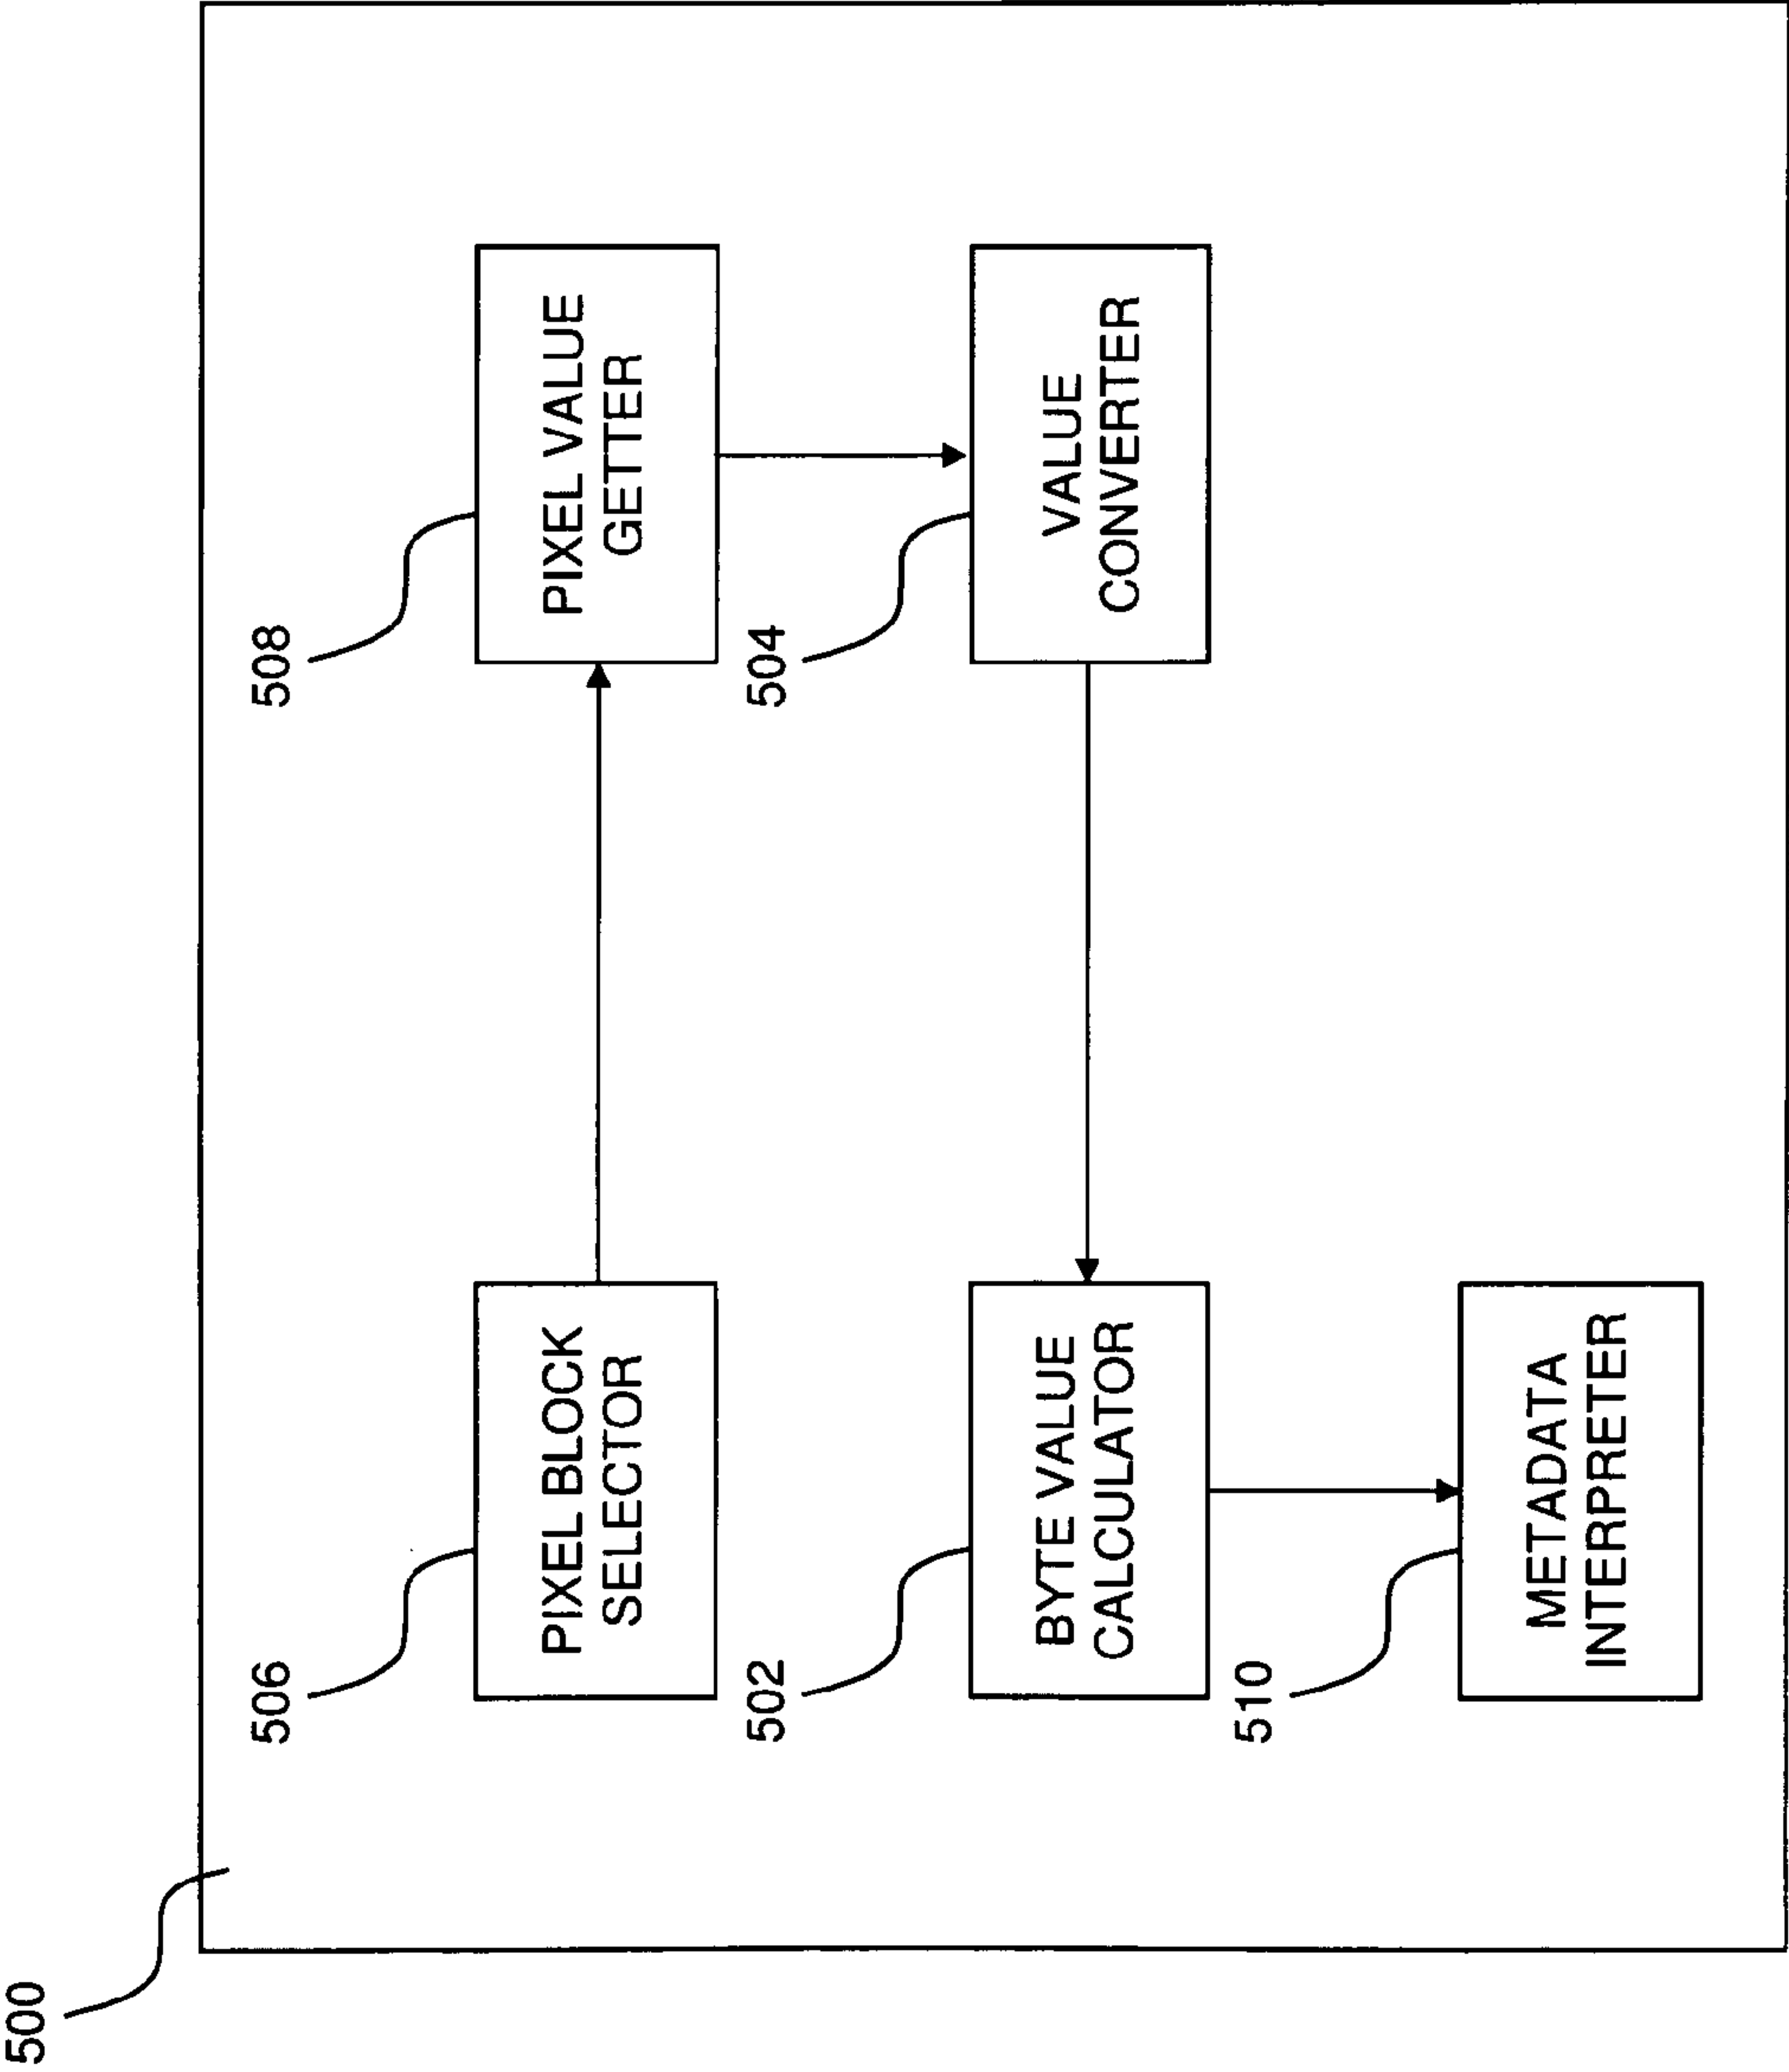 500
506
PIXEL BLOCK
SELECTOR
508
PIXEL VALUE
GETTER
502
BYTE VALUE
CALCULATOR
504
VALUE
CONVERTER
510
METADATA
INTERPRETER